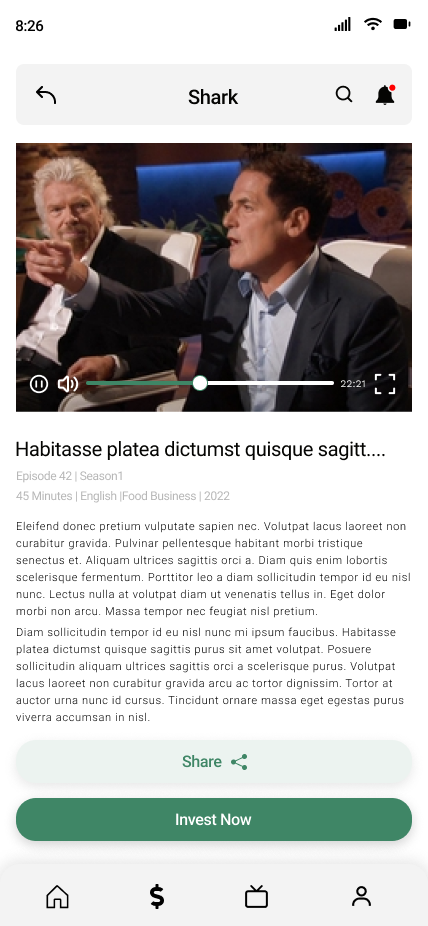 8:26
Shark
22:21
Habitasse platea dictumst quisque sagitt....
Episode 42 | Season1
45 Minutes | English |Food Business | 2022
Eleifend donec pretium vulputate sapien nec. Volutpat lacus laoreet non
curabitur gravida. Pulvinar pellentesque habitant morbi tristique
senectus et. Aliquam ultrices sagittis orci a. Diam quis enim lobortis
scelerisque fermentum. Porttitor leo a diam sollicitudin tempor id eu nisl
nunc. Lectus nulla at volutpat diam ut venenatis tellus in. Eget dolor
morbi non arcu. Massa tempor nec feugiat nisl pretium.
Diam sollicitudin tempor id eu nisl nunc mi ipsum faucibus. Habitasse
platea dictumst quisque sagittis purus sit amet volutpat. Posuere
sollicitudin aliquam ultrices sagittis orci a scelerisque purus. Volutpat
lacus laoreet non curabitur gravida arcu ac tortor dignissim. Tortor at
auctor urna nunc id cursus. Tincidunt ornare massa eget egestas purus
viverra accumsan in nisl.
Share
Invest Now